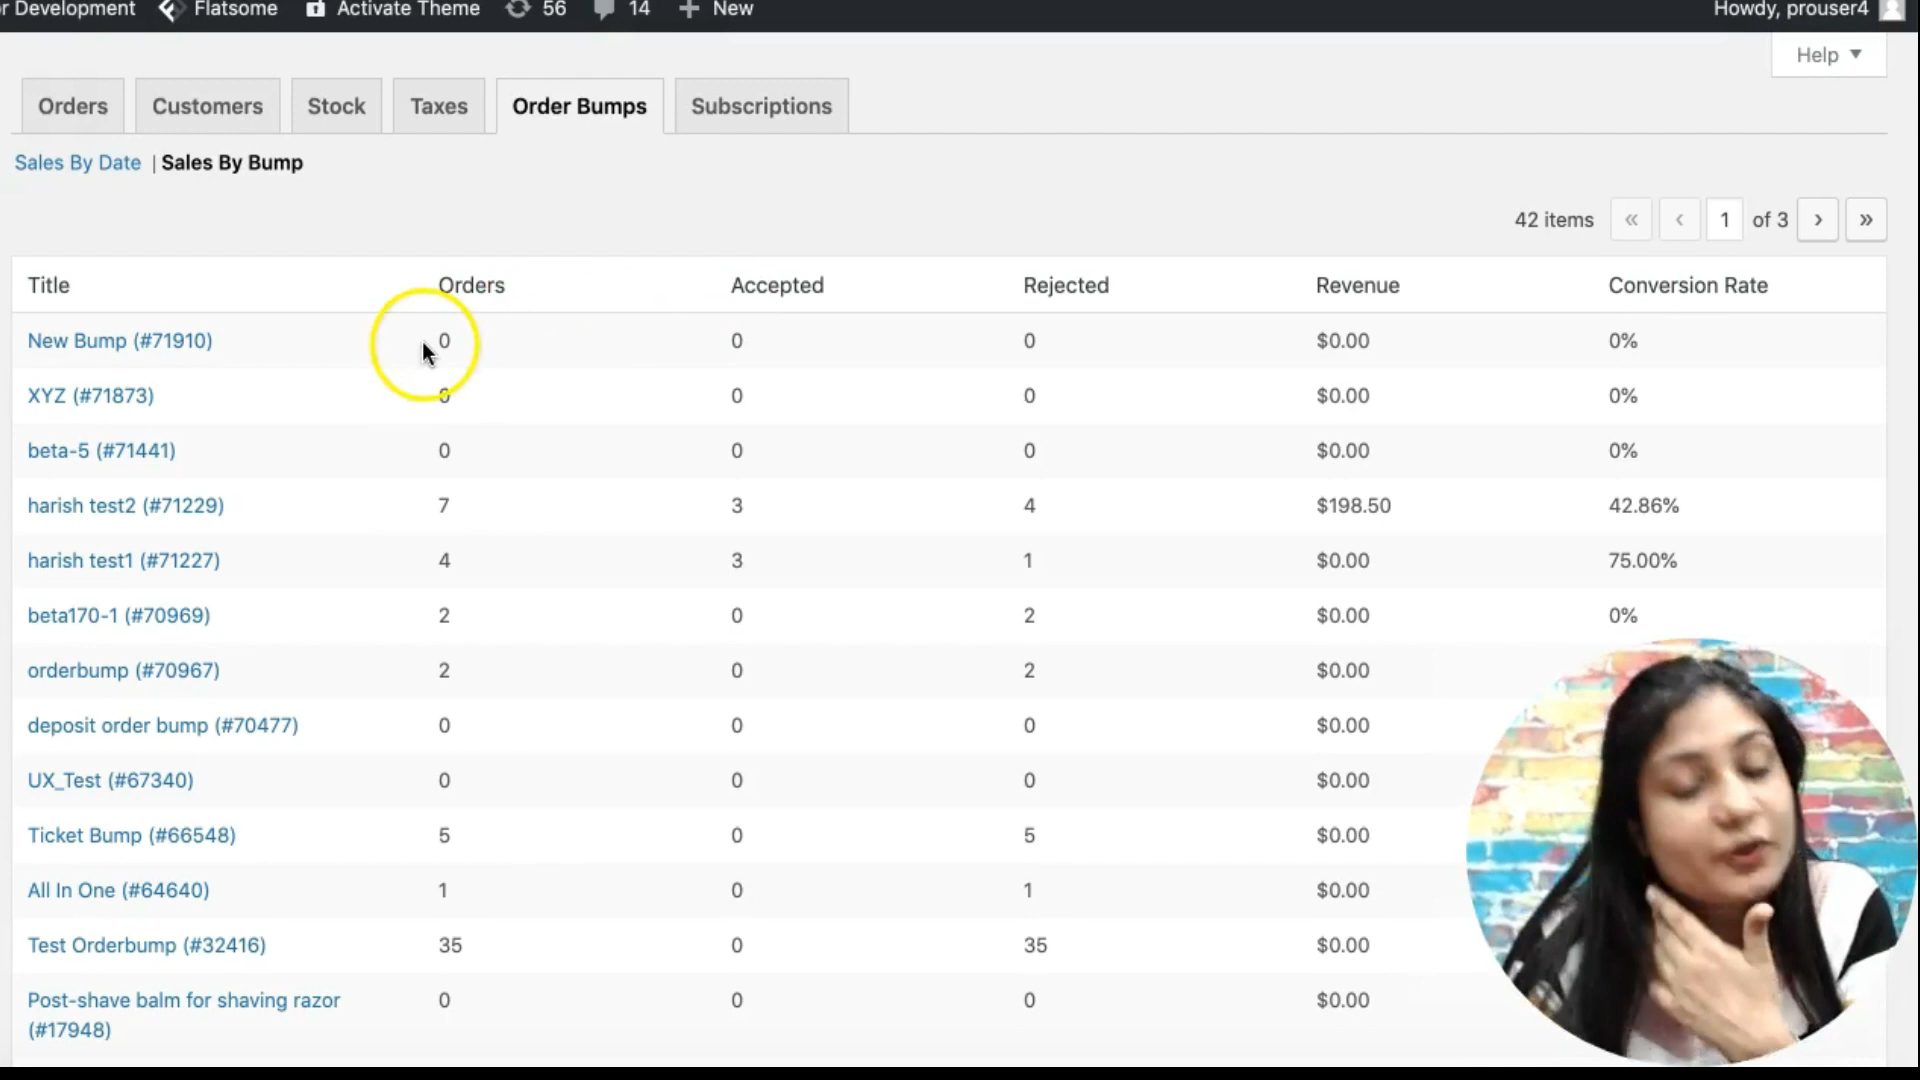 r Development Flatsome Activate Theme 56 14 + New Howdy, prouser4
Help ▼
Orders Customers Stock Taxes Order Bumps Subscriptions
Sales By Date | Sales By Bump
42 items « ‹ 1 of 3 › »
Title Orders Accepted Rejected Revenue Conversion Rate
New Bump (#71910) 0 0 0 $0.00 0%
XYZ (#71873) 0 0 0 $0.00 0%
beta-5 (#71441) 0 0 0 $0.00 0%
harish test2 (#71229) 7 3 4 $198.50 42.86%
harish test1 (#71227) 4 3 1 $0.00 75.00%
beta170-1 (#70969) 2 0 2 $0.00 0%
orderbump (#70967) 2 0 2 $0.00
deposit order bump (#70477) 0 0 0 $0.00
UX_Test (#67340) 0 0 0 $0.00
Ticket Bump (#66548) 5 0 5 $0.00
All In One (#64640) 1 0 1 $0.00
Test Orderbump (#32416) 35 0 35 $0.00
Post-shave balm for shaving razor 0 0 0 $0.00
(#17948)